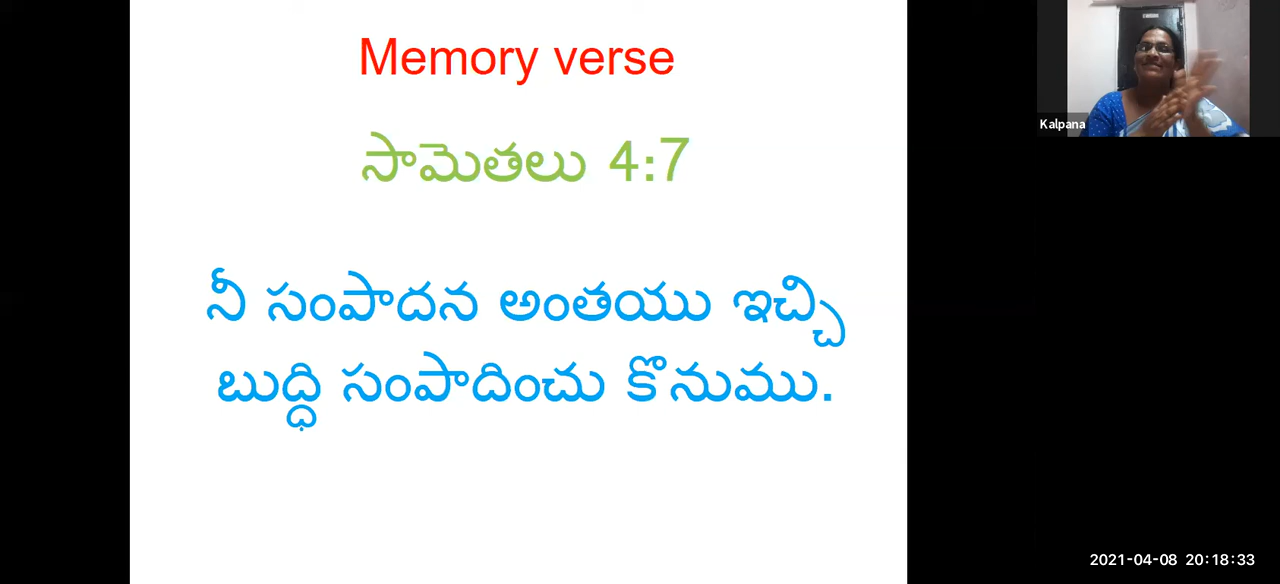 Memory verse
సామెతలు 4:7
నీ సంపాదన అంతయు ఇచ్చి
బుద్ధి సంపాదించు కొనుము.
Kalpana
2021-04-08 20:18:33